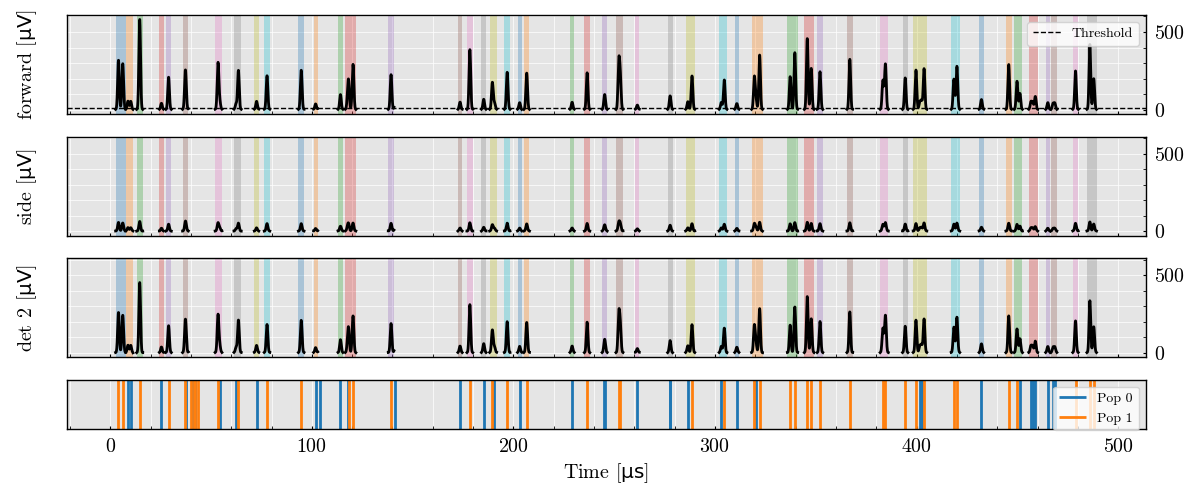 forward [μV]
500
0
Threshold
side [μV]
500
0
det 2 [μV]
500
0
Pop 0
Pop 1
0 100 200 300 400 500
Time [μs]